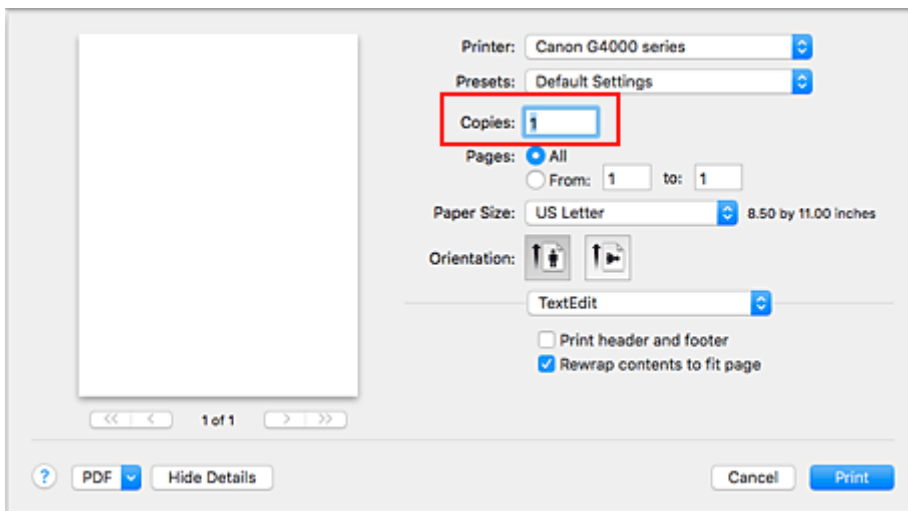 Printer: Canon G4000 series
Presets: Default Settings
Copies: 1
Pages: All
From: 1 to: 1
Paper Size: US Letter 8.50 by 11.00 inches
Orientation:
TextEdit
Print header and footer
Rewrap contents to fit page
1 of 1
? PDF Hide Details Cancel Print